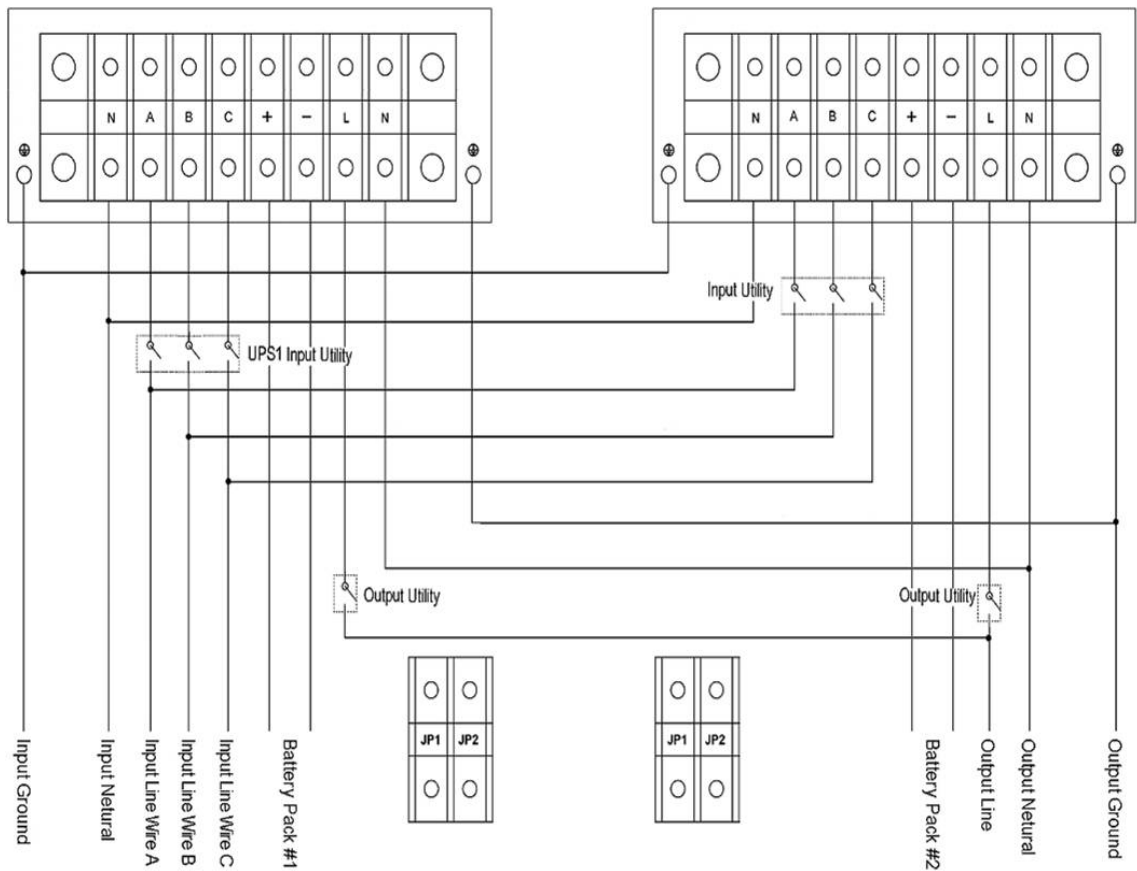 N A B C + − L N
N A B C + − L N
Input Utility
UPS1 Input Utility
Output Utility
Output Utility
JP1 JP2
JP1 JP2
Input Ground
Input Netural
Input Line Wire A
Input Line Wire B
Input Line Wire C
Battery Pack #1
Battery Pack #2
Output Line
Output Netural
Output Ground